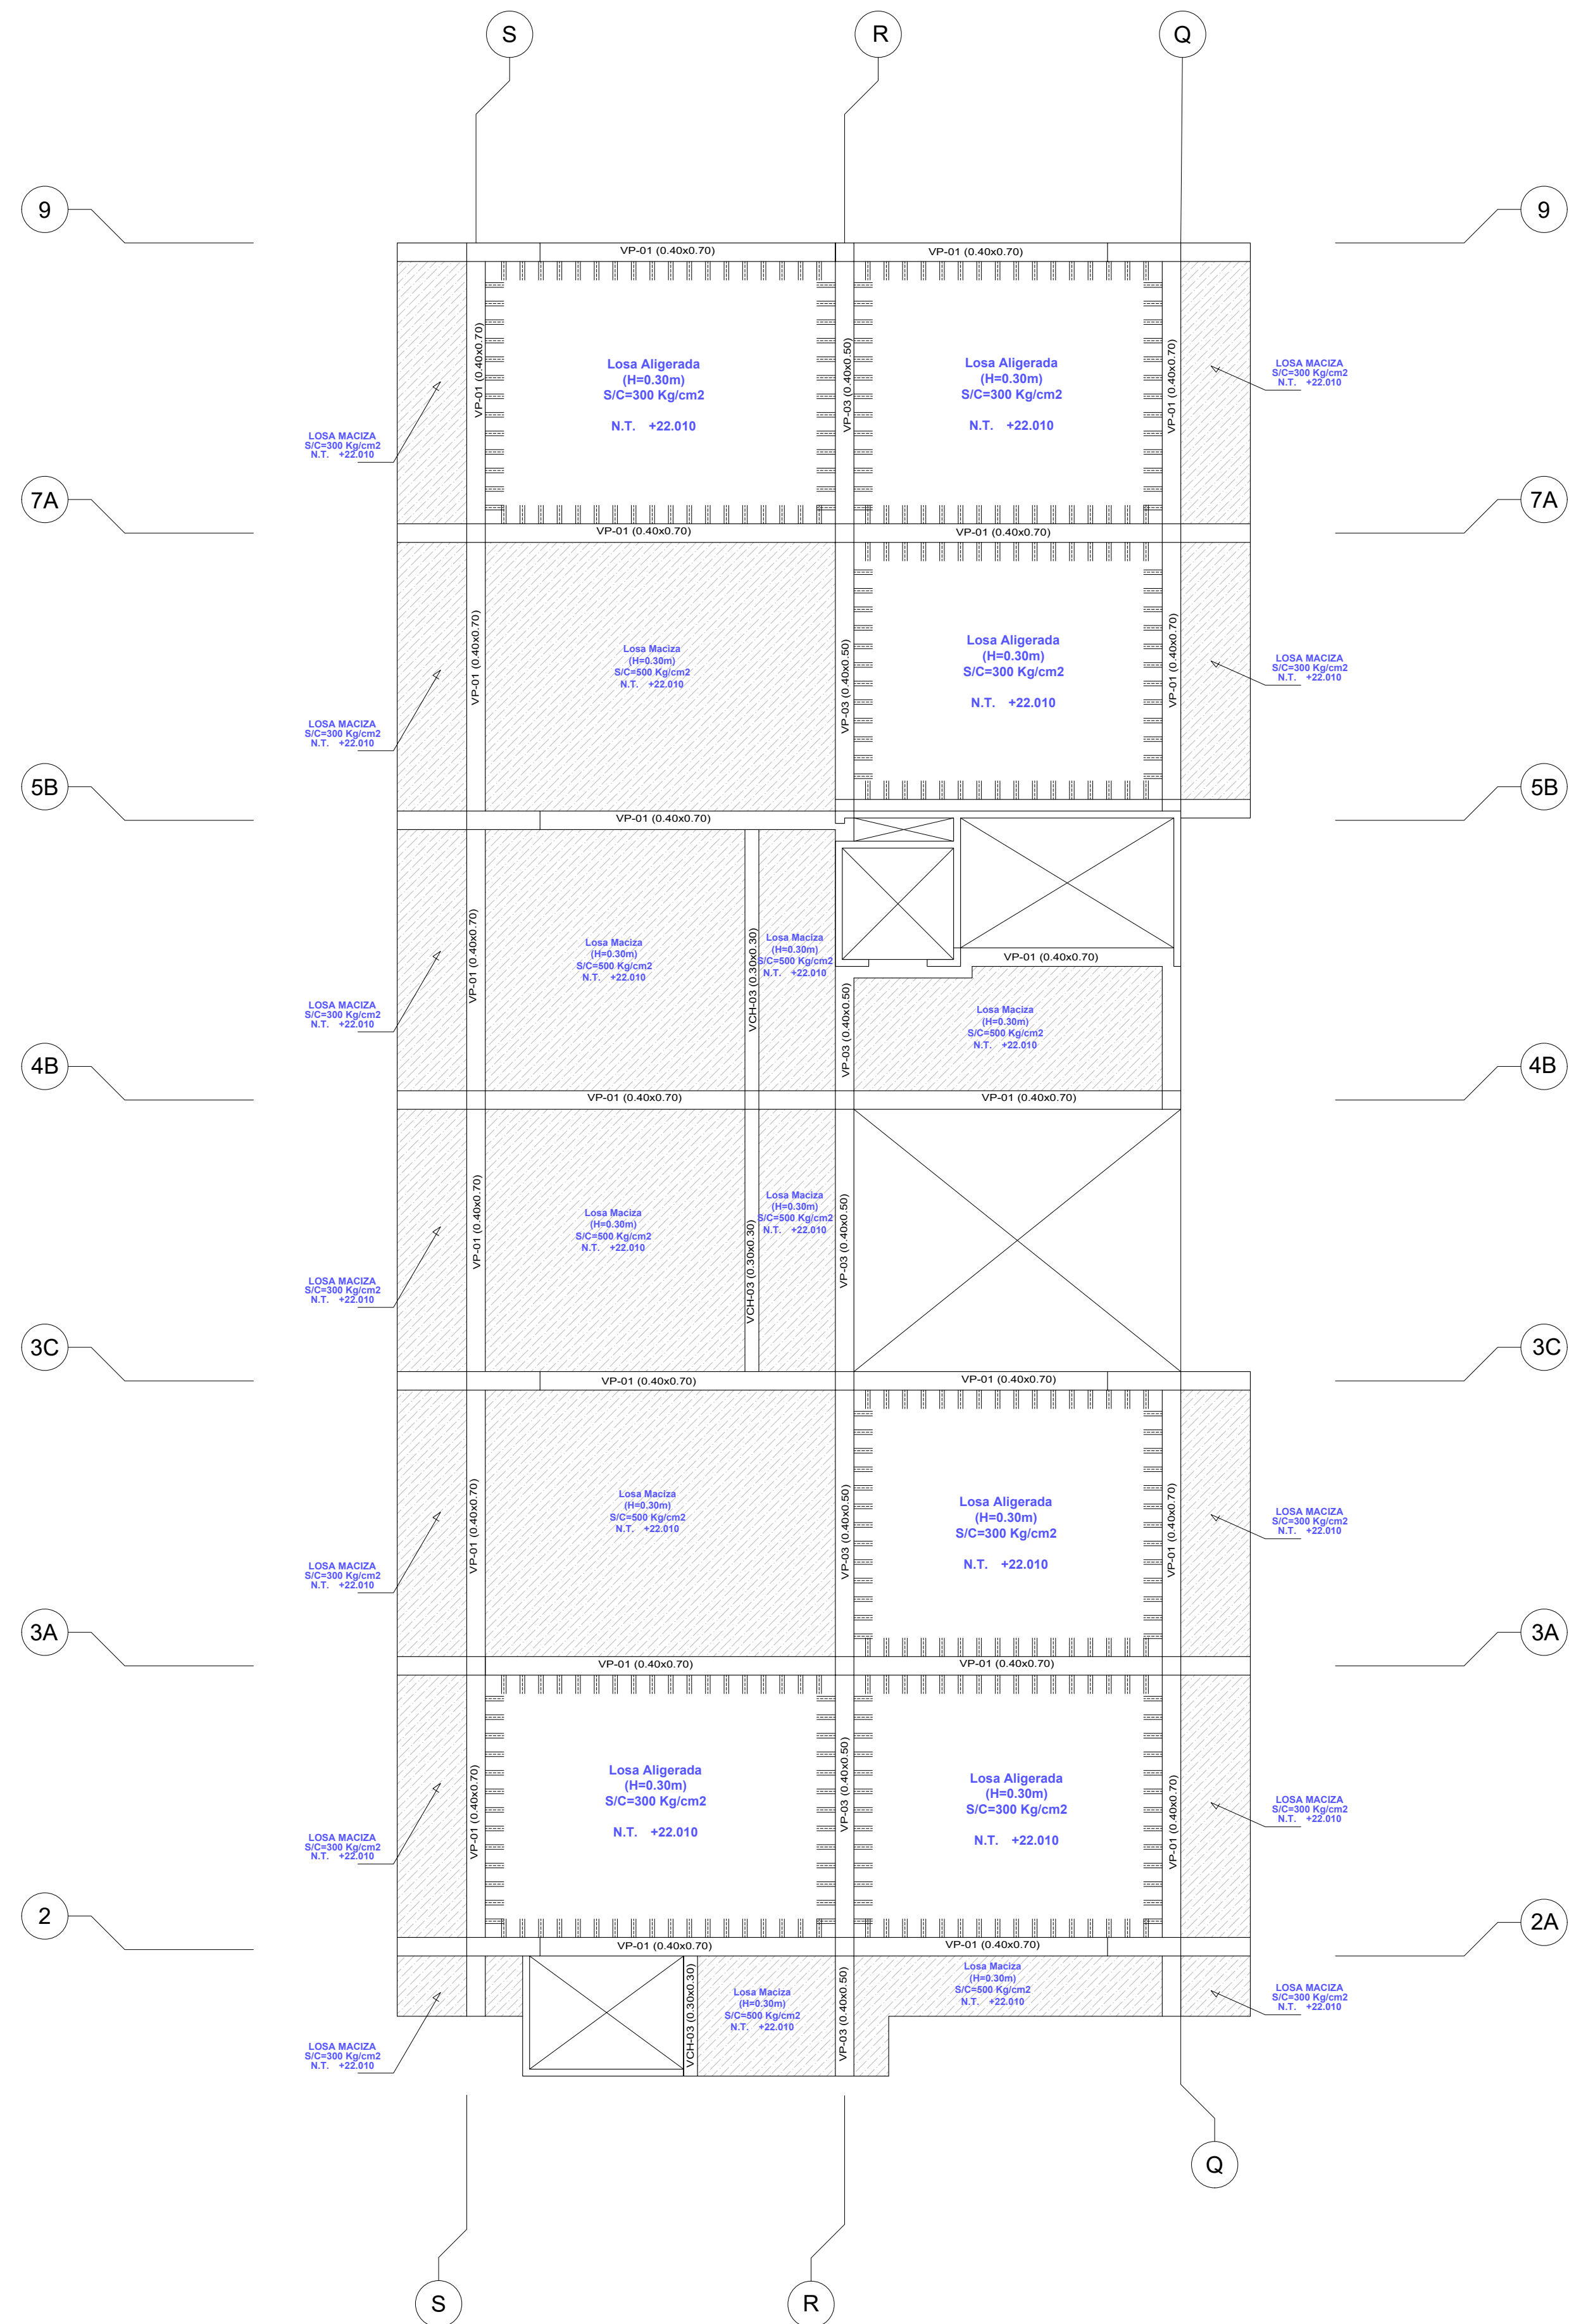 S
R
Q
9
9
VP-01 (0.40x0.70)
VP-01 (0.40x0.70)
VP-01 (0.40x0.70)
Losa Aligerada
(H=0.30m)
S/C=300 Kg/cm2
N.T. +22.010
VP-03 (0.40x0.50)
Losa Aligerada
(H=0.30m)
S/C=300 Kg/cm2
N.T. +22.010
VP-01 (0.40x0.70)
LOSA MACIZA
S/C=300 Kg/cm2
N.T. +22.010
LOSA MACIZA
S/C=300 Kg/cm2
N.T. +22.010
7A
7A
VP-01 (0.40x0.70)
VP-01 (0.40x0.70)
VP-01 (0.40x0.70)
Losa Maciza
(H=0.30m)
S/C=500 Kg/cm2
N.T. +22.010
VP-03 (0.40x0.50)
Losa Aligerada
(H=0.30m)
S/C=300 Kg/cm2
N.T. +22.010
VP-01 (0.40x0.70)
LOSA MACIZA
S/C=300 Kg/cm2
N.T. +22.010
LOSA MACIZA
S/C=300 Kg/cm2
N.T. +22.010
5B
5B
VP-01 (0.40x0.70)
VP-01 (0.40x0.70)
Losa Maciza
(H=0.30m)
S/C=500 Kg/cm2
N.T. +22.010
VCH-03 (0.30x0.30)
Losa Maciza
(H=0.30m)
S/C=500 Kg/cm2
N.T. +22.010
VP-01 (0.40x0.70)
VP-03 (0.40x0.50)
Losa Maciza
(H=0.30m)
S/C=500 Kg/cm2
N.T. +22.010
LOSA MACIZA
S/C=300 Kg/cm2
N.T. +22.010
4B
4B
VP-01 (0.40x0.70)
VP-01 (0.40x0.70)
VP-01 (0.40x0.70)
Losa Maciza
(H=0.30m)
S/C=500 Kg/cm2
N.T. +22.010
VCH-03 (0.30x0.30)
Losa Maciza
(H=0.30m)
S/C=500 Kg/cm2
N.T. +22.010
VP-03 (0.40x0.50)
LOSA MACIZA
S/C=300 Kg/cm2
N.T. +22.010
3C
3C
VP-01 (0.40x0.70)
VP-01 (0.40x0.70)
VP-01 (0.40x0.70)
Losa Maciza
(H=0.30m)
S/C=500 Kg/cm2
N.T. +22.010
VP-03 (0.40x0.50)
Losa Aligerada
(H=0.30m)
S/C=300 Kg/cm2
N.T. +22.010
VP-01 (0.40x0.70)
LOSA MACIZA
S/C=300 Kg/cm2
N.T. +22.010
LOSA MACIZA
S/C=300 Kg/cm2
N.T. +22.010
3A
3A
VP-01 (0.40x0.70)
VP-01 (0.40x0.70)
VP-01 (0.40x0.70)
Losa Aligerada
(H=0.30m)
S/C=300 Kg/cm2
N.T. +22.010
VP-03 (0.40x0.50)
Losa Aligerada
(H=0.30m)
S/C=300 Kg/cm2
N.T. +22.010
VP-01 (0.40x0.70)
LOSA MACIZA
S/C=300 Kg/cm2
N.T. +22.010
LOSA MACIZA
S/C=300 Kg/cm2
N.T. +22.010
2
2A
VP-01 (0.40x0.70)
VP-01 (0.40x0.70)
VCH-03 (0.30x0.30)
Losa Maciza
(H=0.30m)
S/C=500 Kg/cm2
N.T. +22.010
VP-03 (0.40x0.50)
Losa Maciza
(H=0.30m)
S/C=500 Kg/cm2
N.T. +22.010
LOSA MACIZA
S/C=300 Kg/cm2
N.T. +22.010
LOSA MACIZA
S/C=300 Kg/cm2
N.T. +22.010
Q
S
R